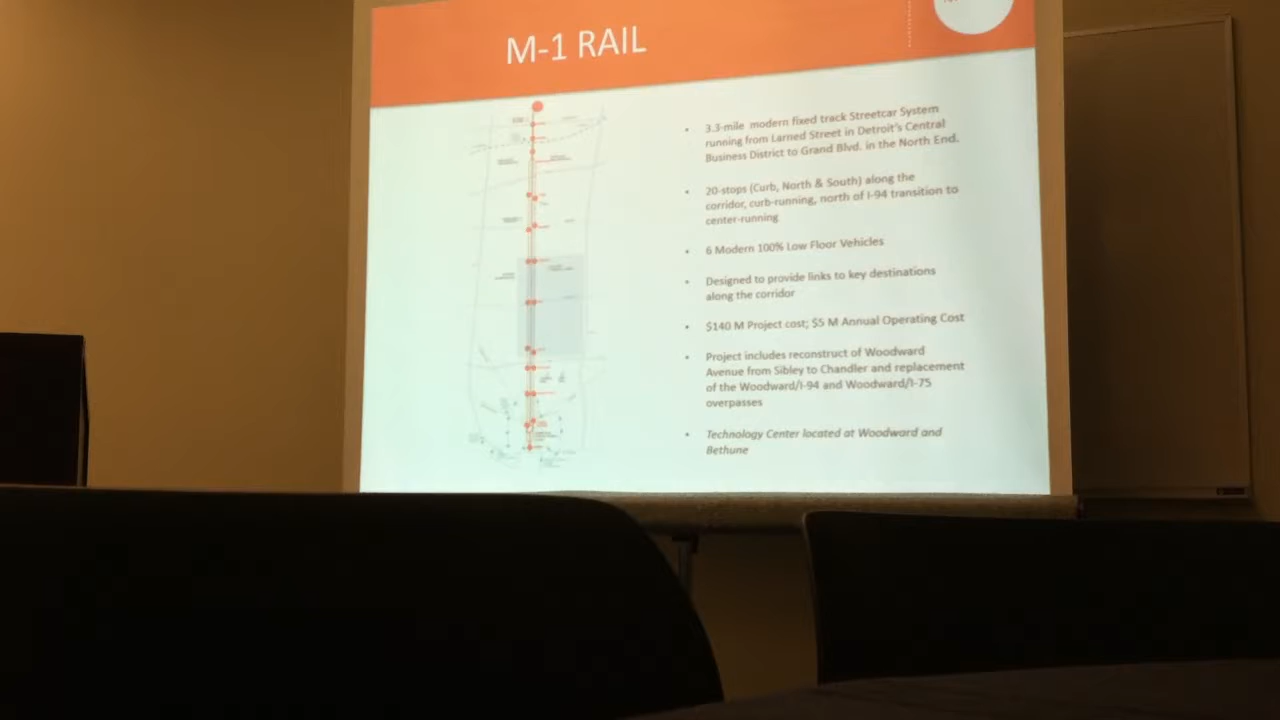 M-1 RAIL
3.3-mile modern fixed track Streetcar System
running from Larned Street in Detroit's Central
Business District to Grand Blvd. in the North End.
20-stops (Curb, North & South) along the
corridor, curb-running, north of I-94 transition to
center-running
6 Modern 100% Low Floor Vehicles
Designed to provide links to key destinations
along the corridor
$140 M Project cost; $5 M Annual Operating Cost
Project includes reconstruct of Woodward
Avenue from Sibley to Chandler and replacement
of the Woodward/I-94 and Woodward/I-75
overpasses
Technology Center located at Woodward and
Bethune